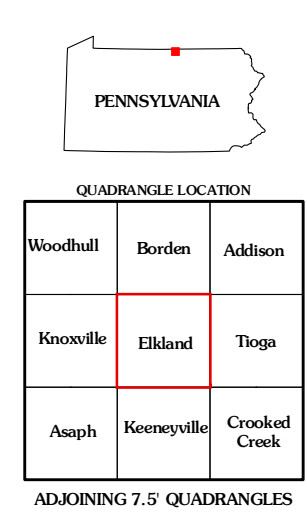 PENNSYLVANIA
QUADRANGLE LOCATION
Woodhull Borden Addison
Knoxville Elkland Tioga
Asaph Keeneyville Crooked
Creek
ADJOINING 7.5' QUADRANGLES